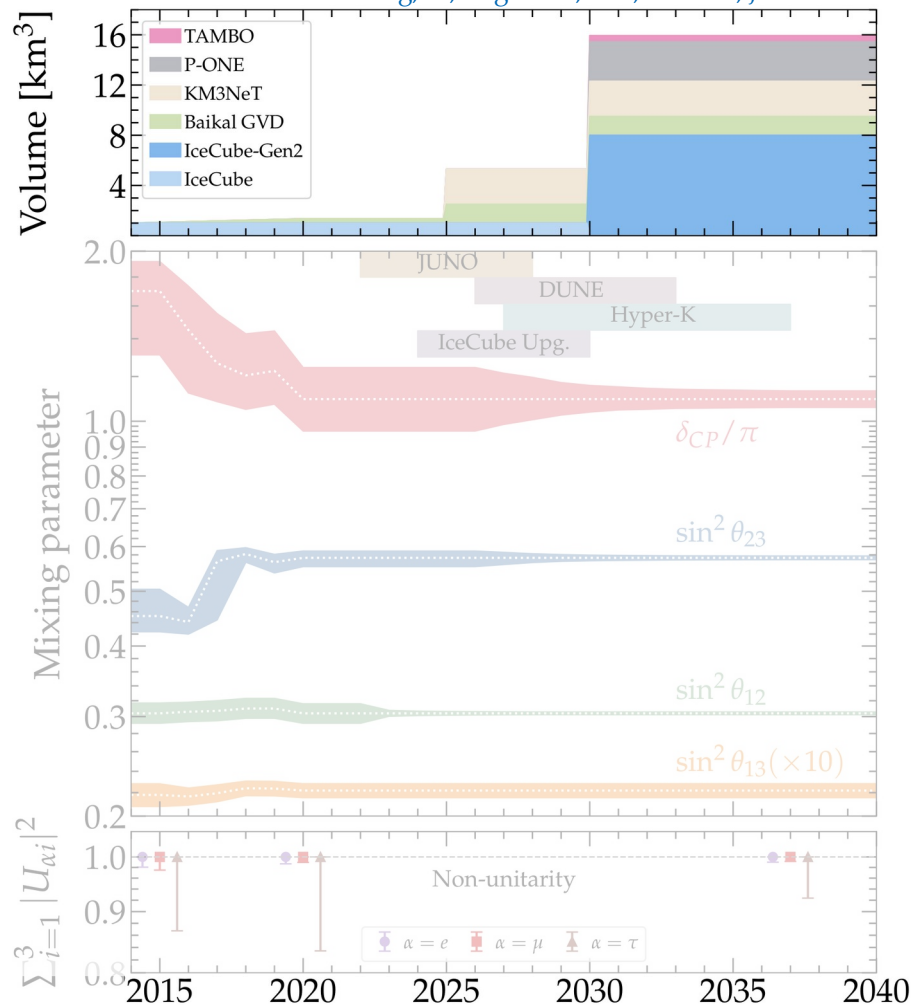 Volume [km³]
16
12
8
4
TAMBO
P-ONE
KM3NeT
Baikal GVD
IceCube-Gen2
IceCube
Mixing parameter
2.0
1.0
0.9
0.8
0.7
0.6
0.5
0.4
0.3
0.2
JUNO
DUNE
Hyper-K
IceCube Upg.
δ_CP/π
sin² θ₂₃
sin² θ₁₂
sin² θ₁₃(×10)
Σ³ᵢ₌₁ |U_αi|²
1.0
0.9
0.8
Non-unitarity
α = e α = μ α = τ
2015 2020 2025 2030 2035 2040